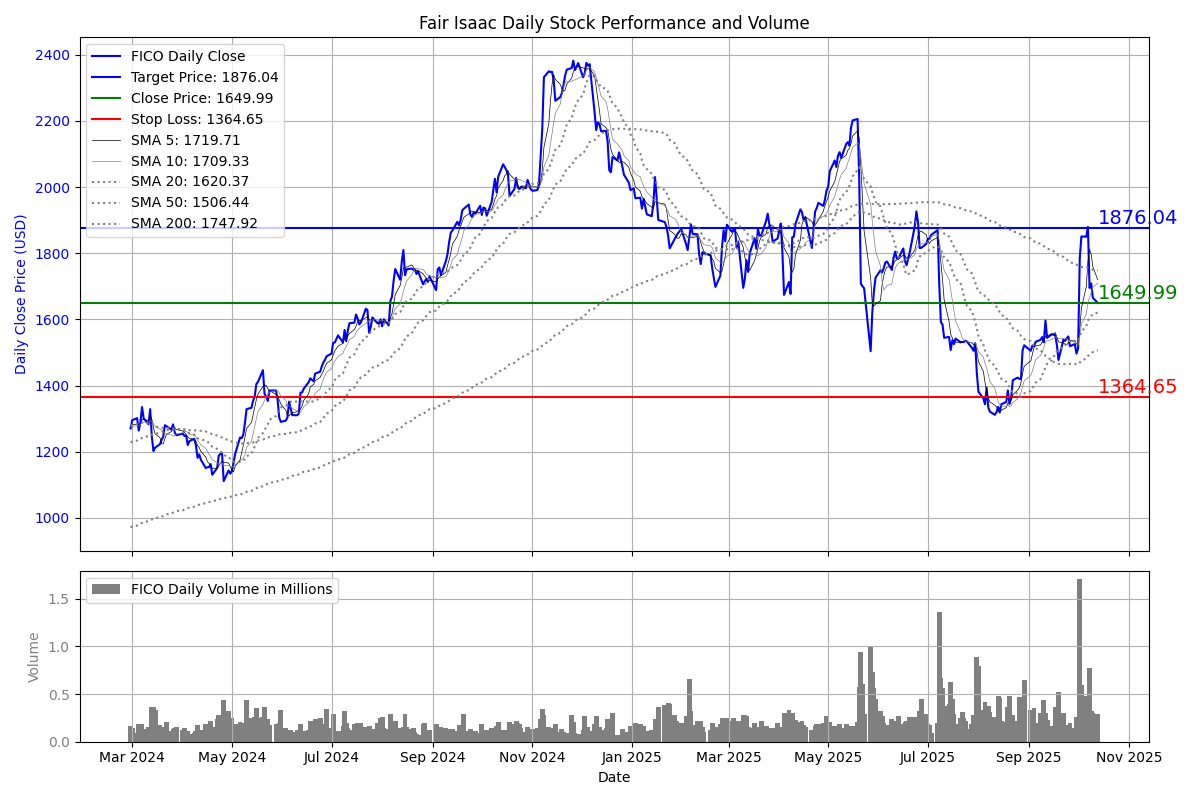 Fair Isaac Daily Stock Performance and Volume
2400
2200
2000
1800
1600
1400
1200
1000
Daily Close Price (USD)
FICO Daily Close
Target Price: 1876.04
Close Price: 1649.99
Stop Loss: 1364.65
SMA 5: 1719.71
SMA 10: 1709.33
SMA 20: 1620.37
SMA 50: 1506.44
SMA 200: 1747.92
1876.04
1649.99
1364.65
FICO Daily Volume in Millions
1.5
1.0
0.5
0.0
Volume
Mar 2024 May 2024 Jul 2024 Sep 2024 Nov 2024 Jan 2025 Mar 2025 May 2025 Jul 2025 Sep 2025 Nov 2025
Date